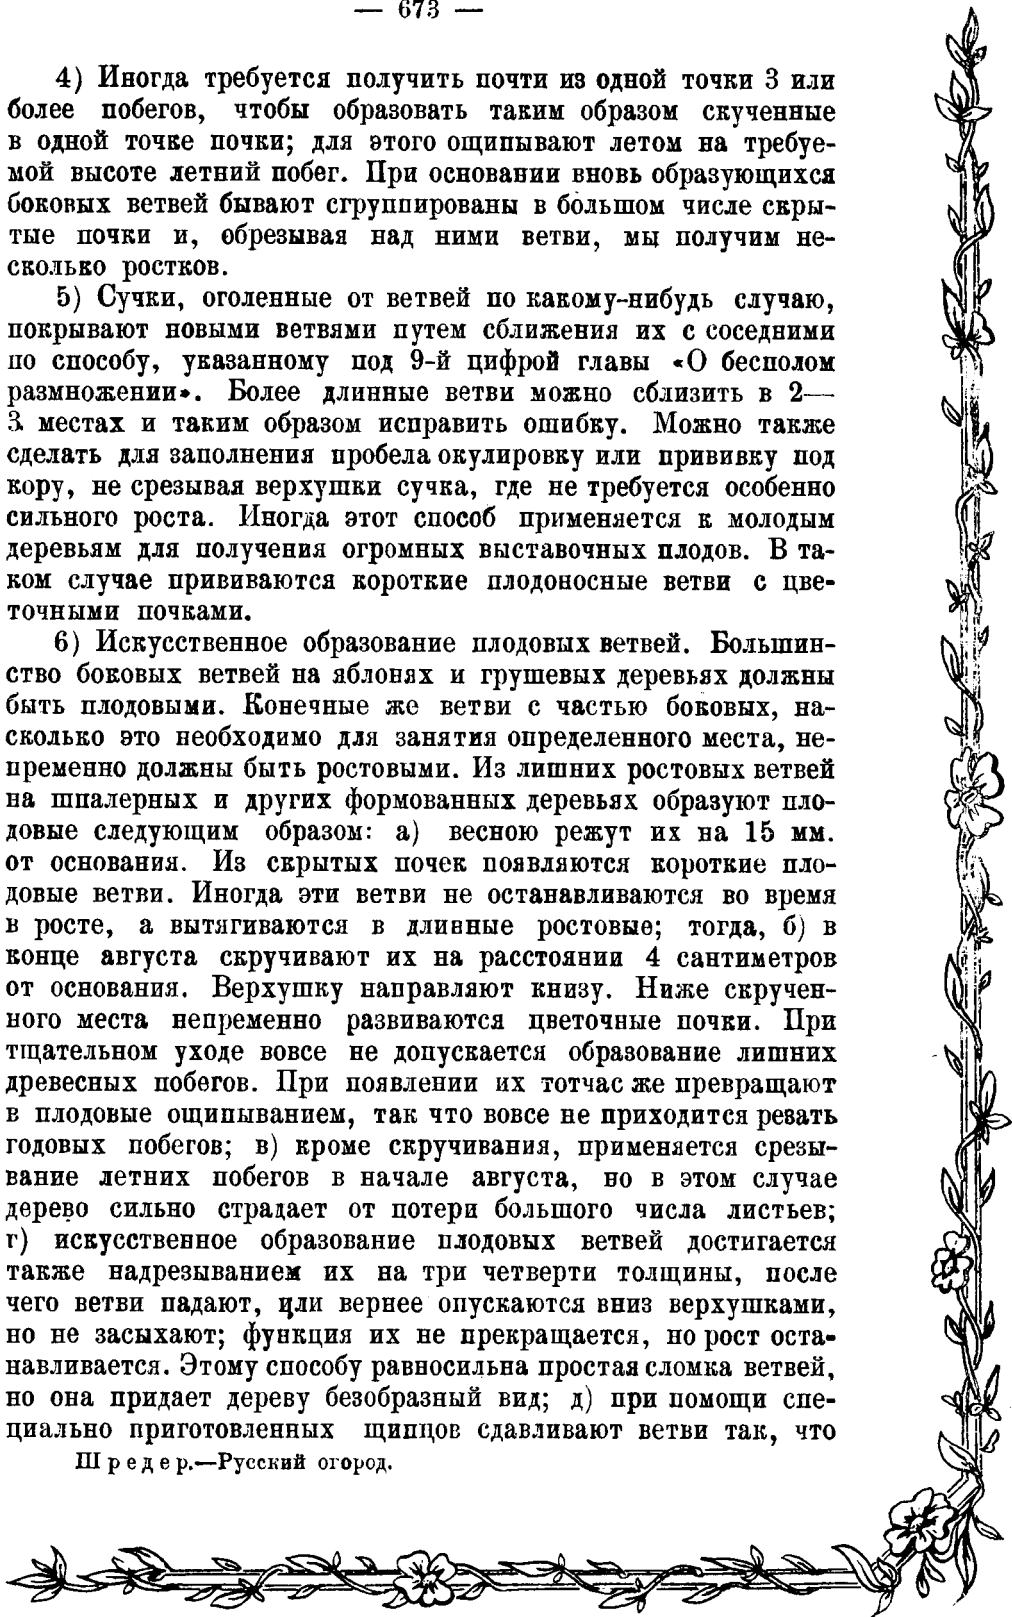 — 673 —
4) Иногда требуется получить почти из одной точки 3 или
более побегов, чтобы образовать таким образом скученные
в одной точке почки; для этого ощипывают летом на требуе-
мой высоте летний побег. При основании вновь образующихся
боковых ветвей бывают сгруппированы в большом числе скры-
тые почки и, обрезывая над ними ветви, мы получим не-
сколько ростков.
5) Сучки, оголенные от ветвей по какому-нибудь случаю,
покрывают новыми ветвями путем сближения их с соседними
по способу, указанному под 9-й цифрой главы «О бесполом
размножении». Более длинные ветви можно сблизить в 2—
3 местах и таким образом исправить ошибку. Можно также
сделать для заполнения пробела окулировку или прививку под
кору, не срезывая верхушки сучка, где не требуется особенно
сильного роста. Иногда этот способ применяется к молодым
деревьям для получения огромных выставочных плодов. В та-
ком случае прививаются короткие плодоносные ветви с цве-
точными почками.
6) Искусственное образование плодовых ветвей. Большин-
ство боковых ветвей на яблонях и грушевых деревьях должны
быть плодовыми. Конечные же ветви с частью боковых, на-
сколько это необходимо для занятия определенного места, не-
пременно должны быть ростовыми. Из лишних ростовых ветвей
на шпалерных и других формованных деревьях образуют пло-
довые следующим образом: а) весною режут их на 15 мм.
от основания. Из скрытых почек появляются короткие пло-
довые ветви. Иногда эти ветви не останавливаются во время
в росте, а вытягиваются в длинные ростовые; тогда, б) в
конце августа скручивают их на расстоянии 4 сантиметров
от основания. Верхушку направляют книзу. Ниже скручен-
ного места непременно развиваются цветочные почки. При
тщательном уходе вовсе не допускается образование лишних
древесных побегов. При появлении их тотчас же превращают
в плодовые ощипыванием, так что вовсе не приходится резать
годовых побегов; в) кроме скручивания, применяется срезы-
вание летних побегов в начале августа, но в этом случае
дерево сильно страдает от потери большого числа листьев;
г) искусственное образование плодовых ветвей достигается
также надрезыванием их на три четверти толщины, после
чего ветви падают, или вернее опускаются вниз верхушками,
но не засыхают; функция их не прекращается, но рост оста-
навливается. Этому способу равносильна простая сломка ветвей,
но она придает дереву безобразный вид; д) при помощи спе-
циально приготовленных щипцов сдавливают ветви так, что
Шредер.—Русский огород.